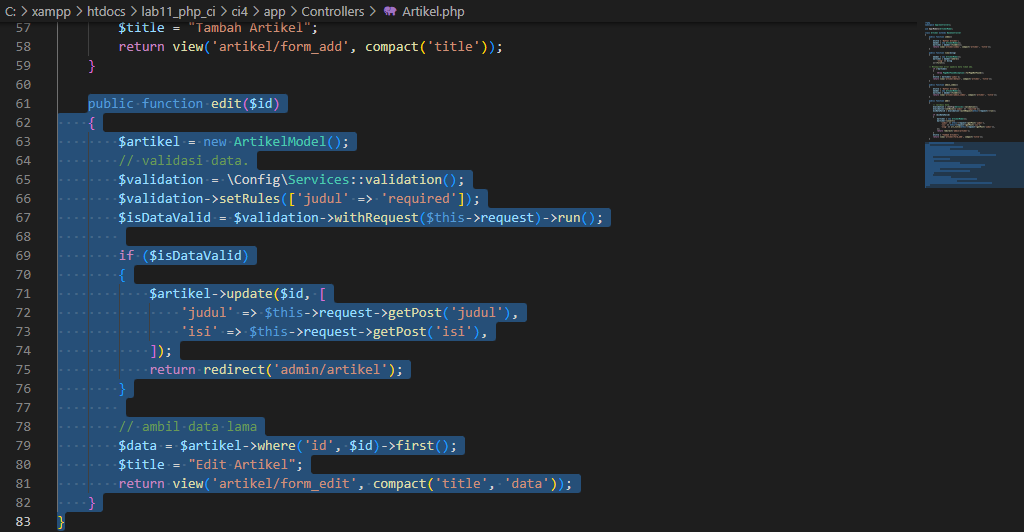 C: > xampp > htdocs > lab11_php_ci > ci4 > app > Controllers > Artikel.php
57 $title = "Tambah Artikel";
58 return view('artikel/form_add', compact('title'));
59 }
60
61 public function edit($id)
62 {
63 $artikel = new ArtikelModel();
64 // validasi data.
65 $validation = \Config\Services::validation();
66 $validation->setRules(['judul' => 'required']);
67 $isDataValid = $validation->withRequest($this->request)->run();
68
69 if ($isDataValid)
70 {
71 $artikel->update($id, [
72 'judul' => $this->request->getPost('judul'),
73 'isi' => $this->request->getPost('isi'),
74 ]);
75 return redirect('admin/artikel');
76 }
77
78 // ambil data lama
79 $data = $artikel->where('id', $id)->first();
80 $title = "Edit Artikel";
81 return view('artikel/form_edit', compact('title', 'data'));
82 }
83 }